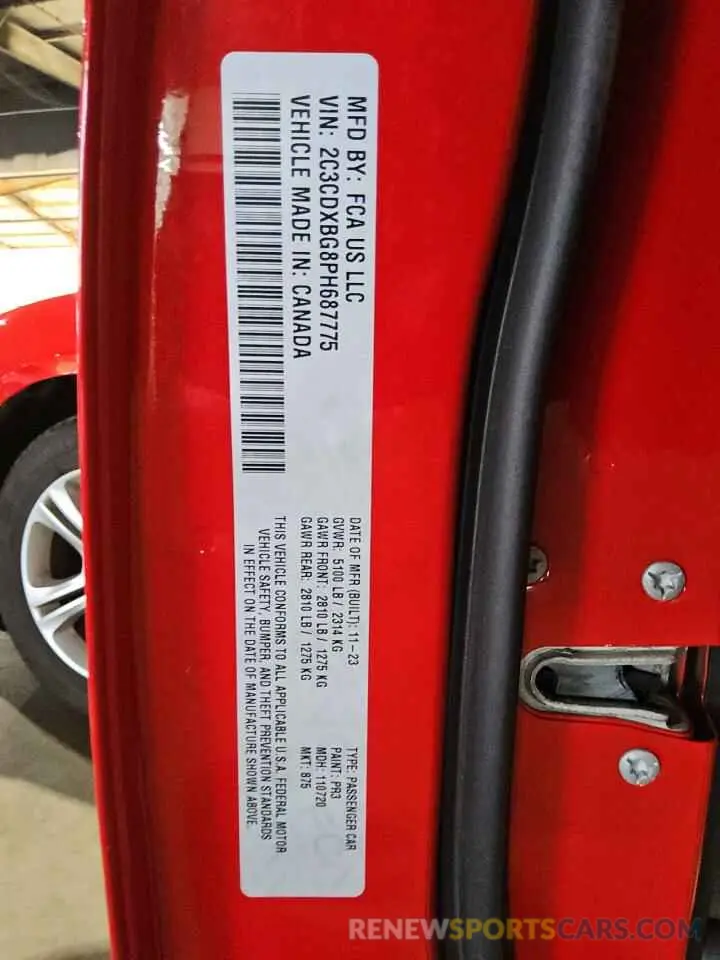 MFD BY: FCA US LLC
VIN: 2C3CDXBG8PH687775
VEHICLE MADE IN: CANADA
DATE OF MFR (BUILT): 11-23
GVWR: 5100 LB / 2314 KG
GAWR FRONT: 2810 LB / 1275 KG
GAWR REAR: 2810 LB / 1275 KG
TYPE: PASSENGER CAR
PAINT: PR3
MDH: 110720
MKT: 875
THIS VEHICLE CONFORMS TO ALL APPLICABLE U.S.A. FEDERAL MOTOR
VEHICLE SAFETY, BUMPER, AND THEFT PREVENTION STANDARDS
IN EFFECT ON THE DATE OF MANUFACTURE SHOWN ABOVE.
RENEWSPORTSCARS.COM